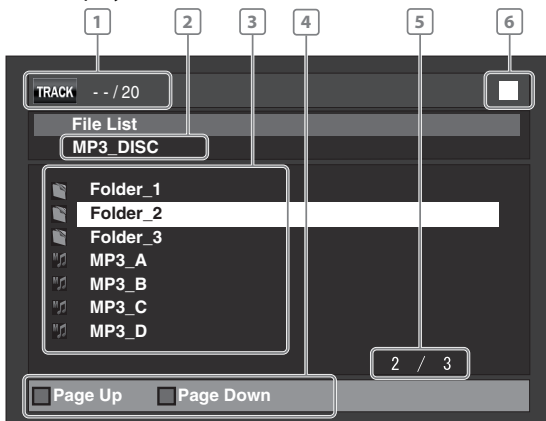 1 2 3 4 5 6
TRACK - - / 20
File List
MP3_DISC
Folder_1
Folder_2
Folder_3
MP3_A
MP3_B
MP3_C
MP3_D
2 / 3
Page Up Page Down